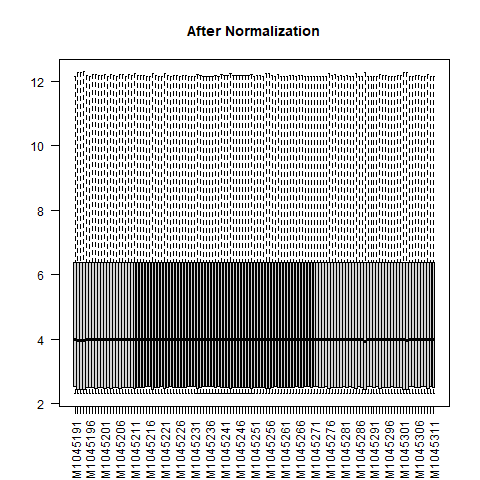 After Normalization
12
10
8
6
4
2
M1045191
M1045196
M1045201
M1045206
M1045211
M1045216
M1045221
M1045226
M1045231
M1045236
M1045241
M1045246
M1045251
M1045256
M1045261
M1045266
M1045271
M1045276
M1045281
M1045286
M1045291
M1045296
M1045301
M1045306
M1045311